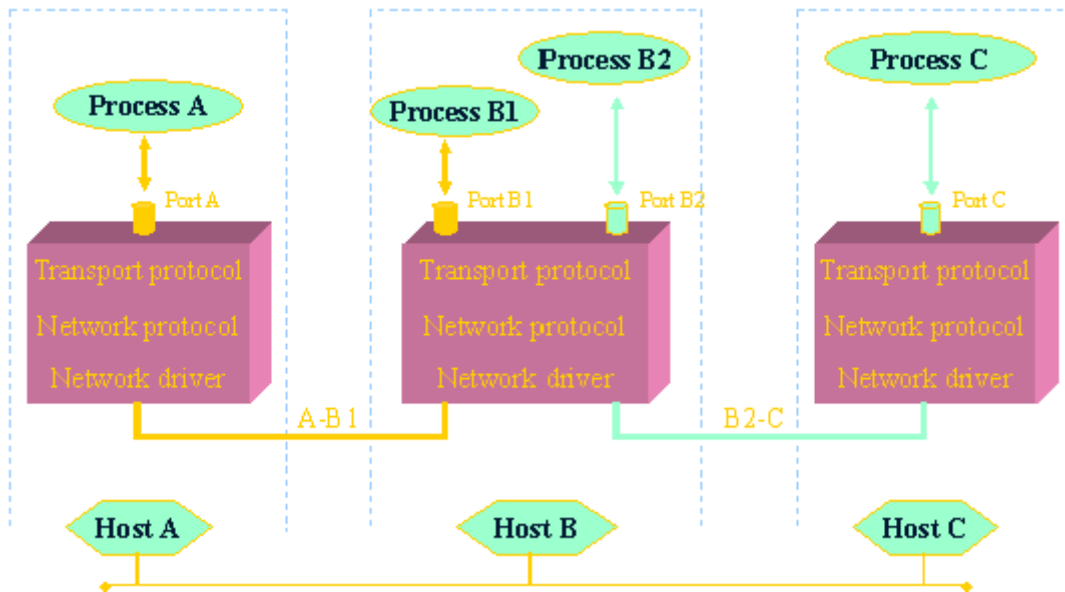 Process A
Process B1
Process B2
Process C
Port A
Port B1
Port B2
Port C
Transport protocol
Network protocol
Network driver
Transport protocol
Network protocol
Network driver
Transport protocol
Network protocol
Network driver
A-B1
B2-C
Host A
Host B
Host C